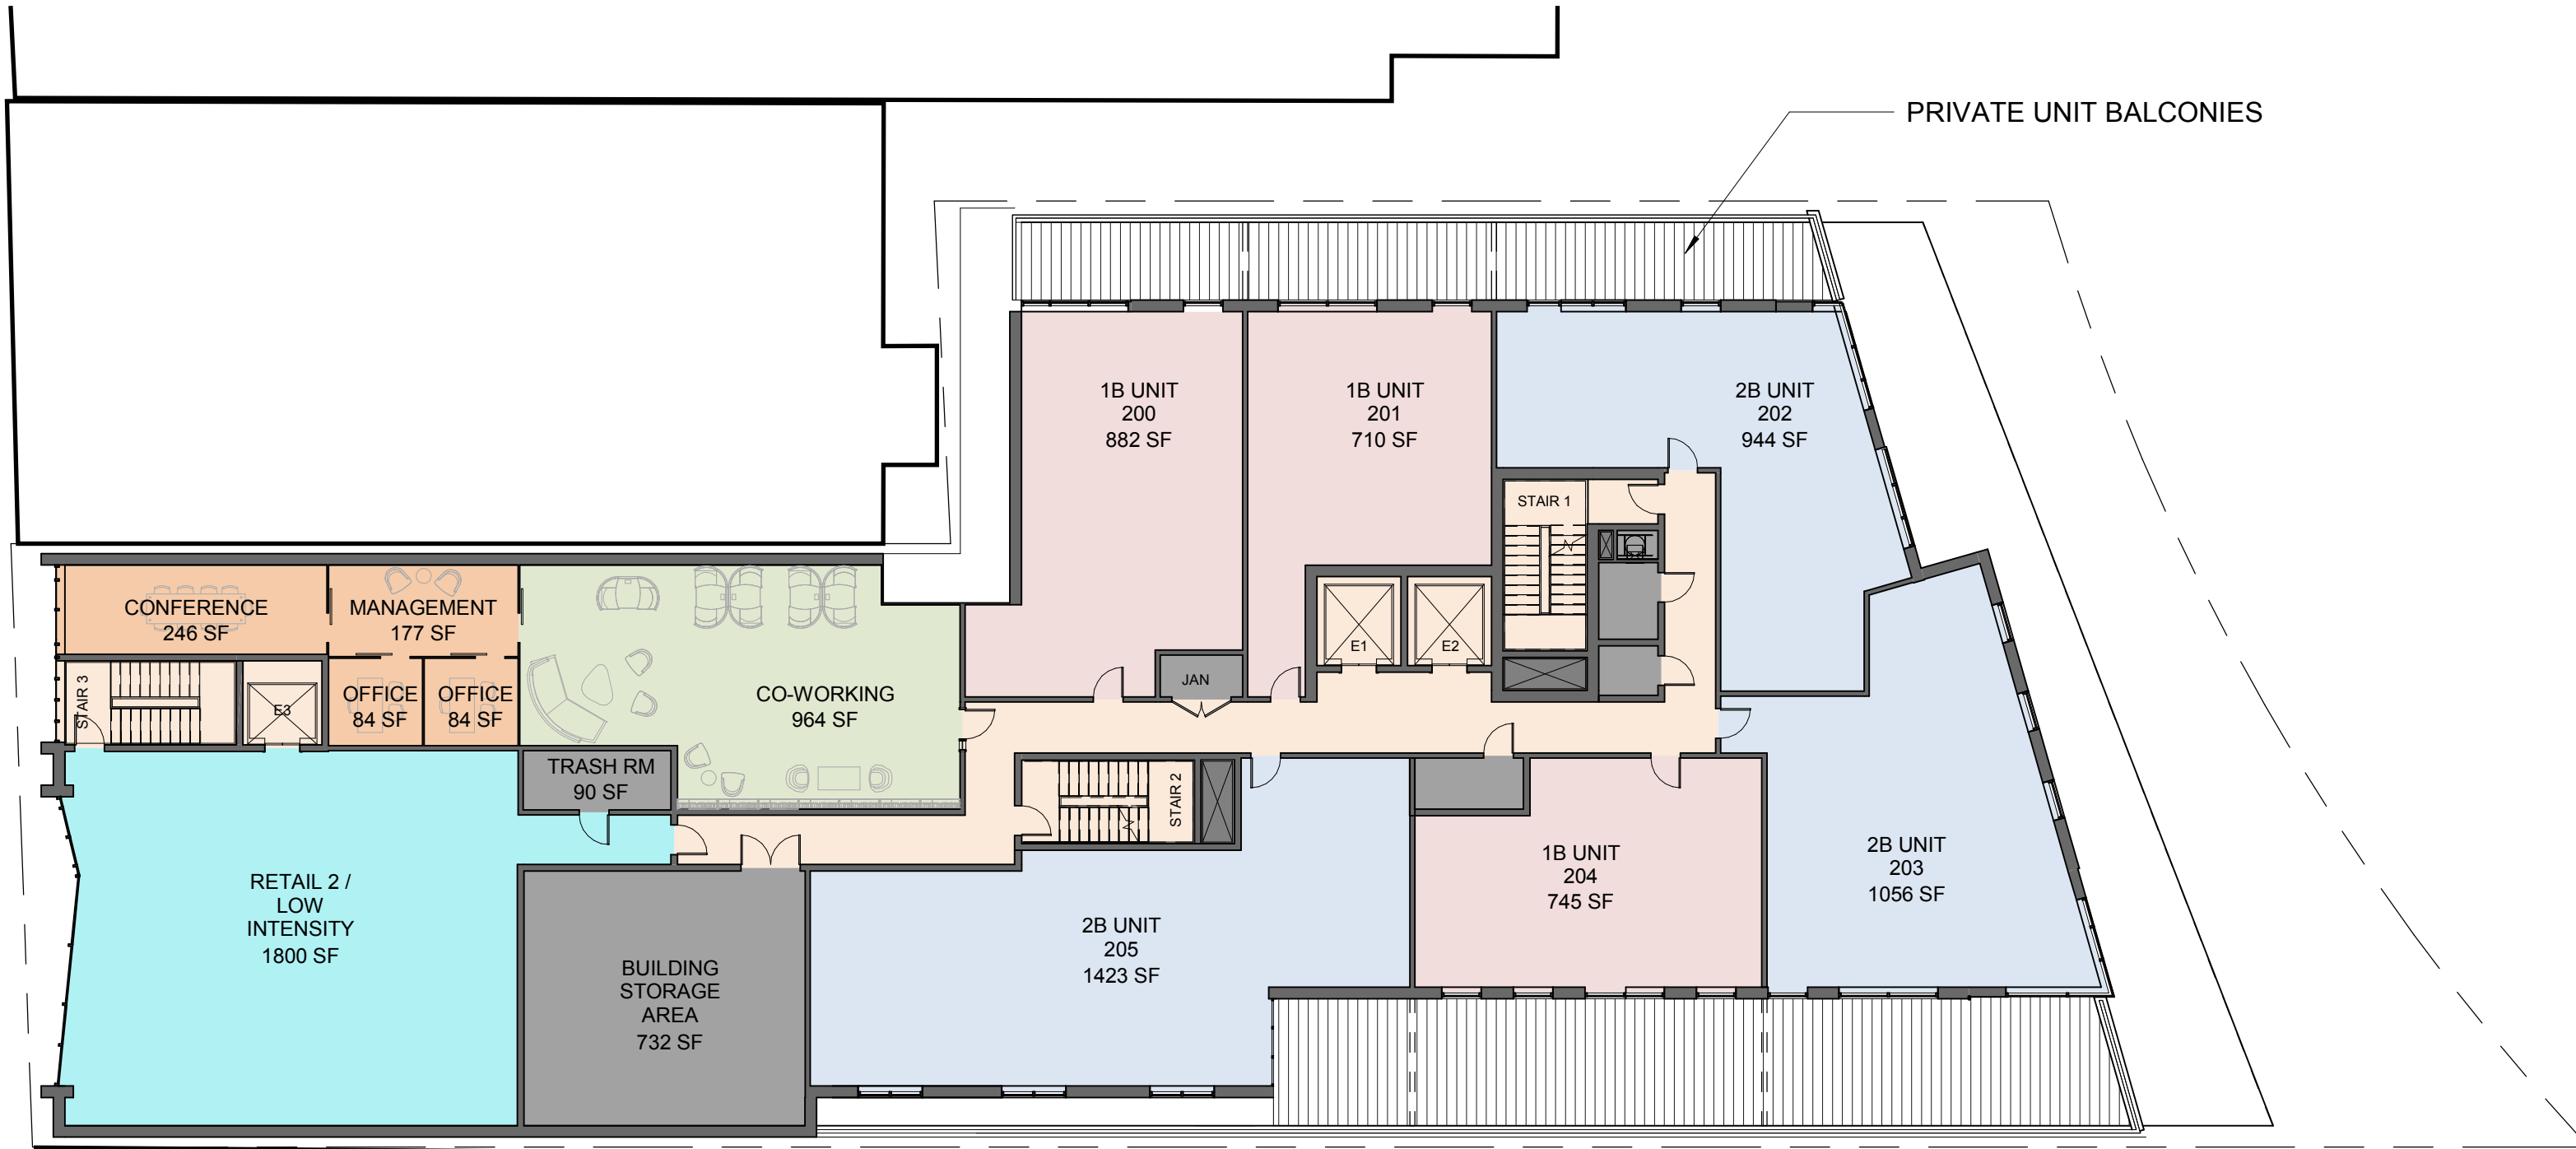 PRIVATE UNIT BALCONIES
1B UNIT
200
882 SF
1B UNIT
201
710 SF
2B UNIT
202
944 SF
STAIR 1
CONFERENCE
246 SF
MANAGEMENT
177 SF
E1
E2
JAN
STAIR 3
E3
OFFICE
84 SF
OFFICE
84 SF
CO-WORKING
964 SF
TRASH RM
90 SF
STAIR 2
RETAIL 2 /
LOW
INTENSITY
1800 SF
BUILDING
STORAGE
AREA
732 SF
2B UNIT
205
1423 SF
1B UNIT
204
745 SF
2B UNIT
203
1056 SF